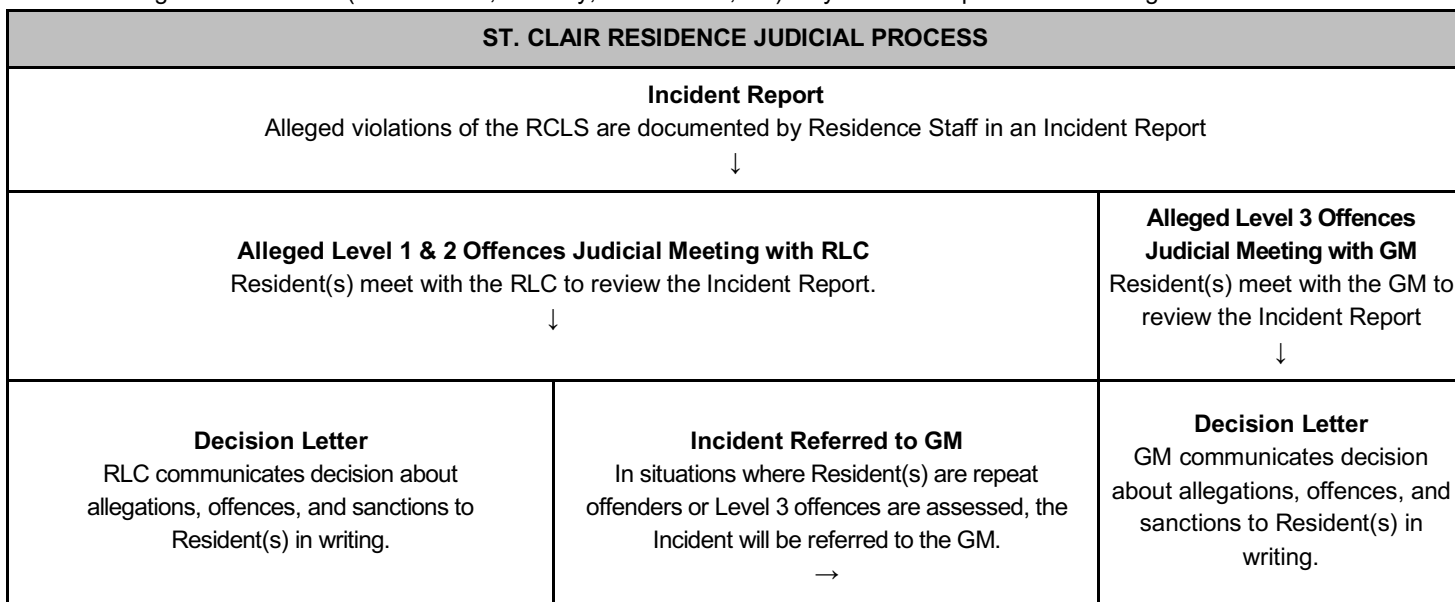 ST. CLAIR RESIDENCE JUDICIAL PROCESS
Incident Report
Alleged violations of the RCLS are documented by Residence Staff in an Incident Report
↓
Alleged Level 1 & 2 Offences Judicial Meeting with RLC
Resident(s) meet with the RLC to review the Incident Report.
↓
Alleged Level 3 Offences
Judicial Meeting with GM
Resident(s) meet with the GM to
review the Incident Report
↓
Decision Letter
RLC communicates decision about
allegations, offences, and sanctions to
Resident(s) in writing.
Incident Referred to GM
In situations where Resident(s) are repeat
offenders or Level 3 offences are assessed, the
Incident will be referred to the GM.
→
Decision Letter
GM communicates decision
about allegations, offences, and
sanctions to Resident(s) in
writing.